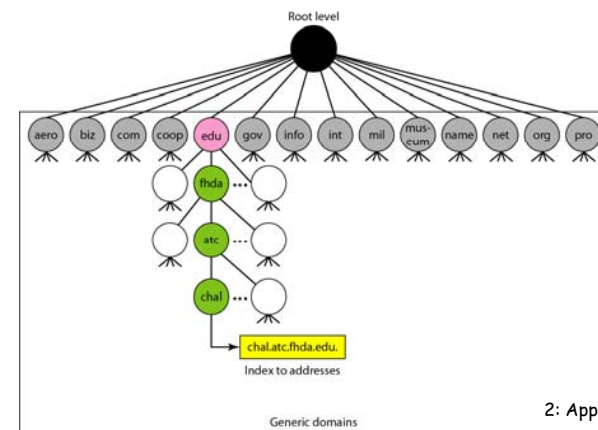 Root level
aero biz com coop edu gov info int mil mus-cum name net org pro
fhda
atc
chal
chal.atc.fhda.edu.
Index to addresses
2: App
Generic domains